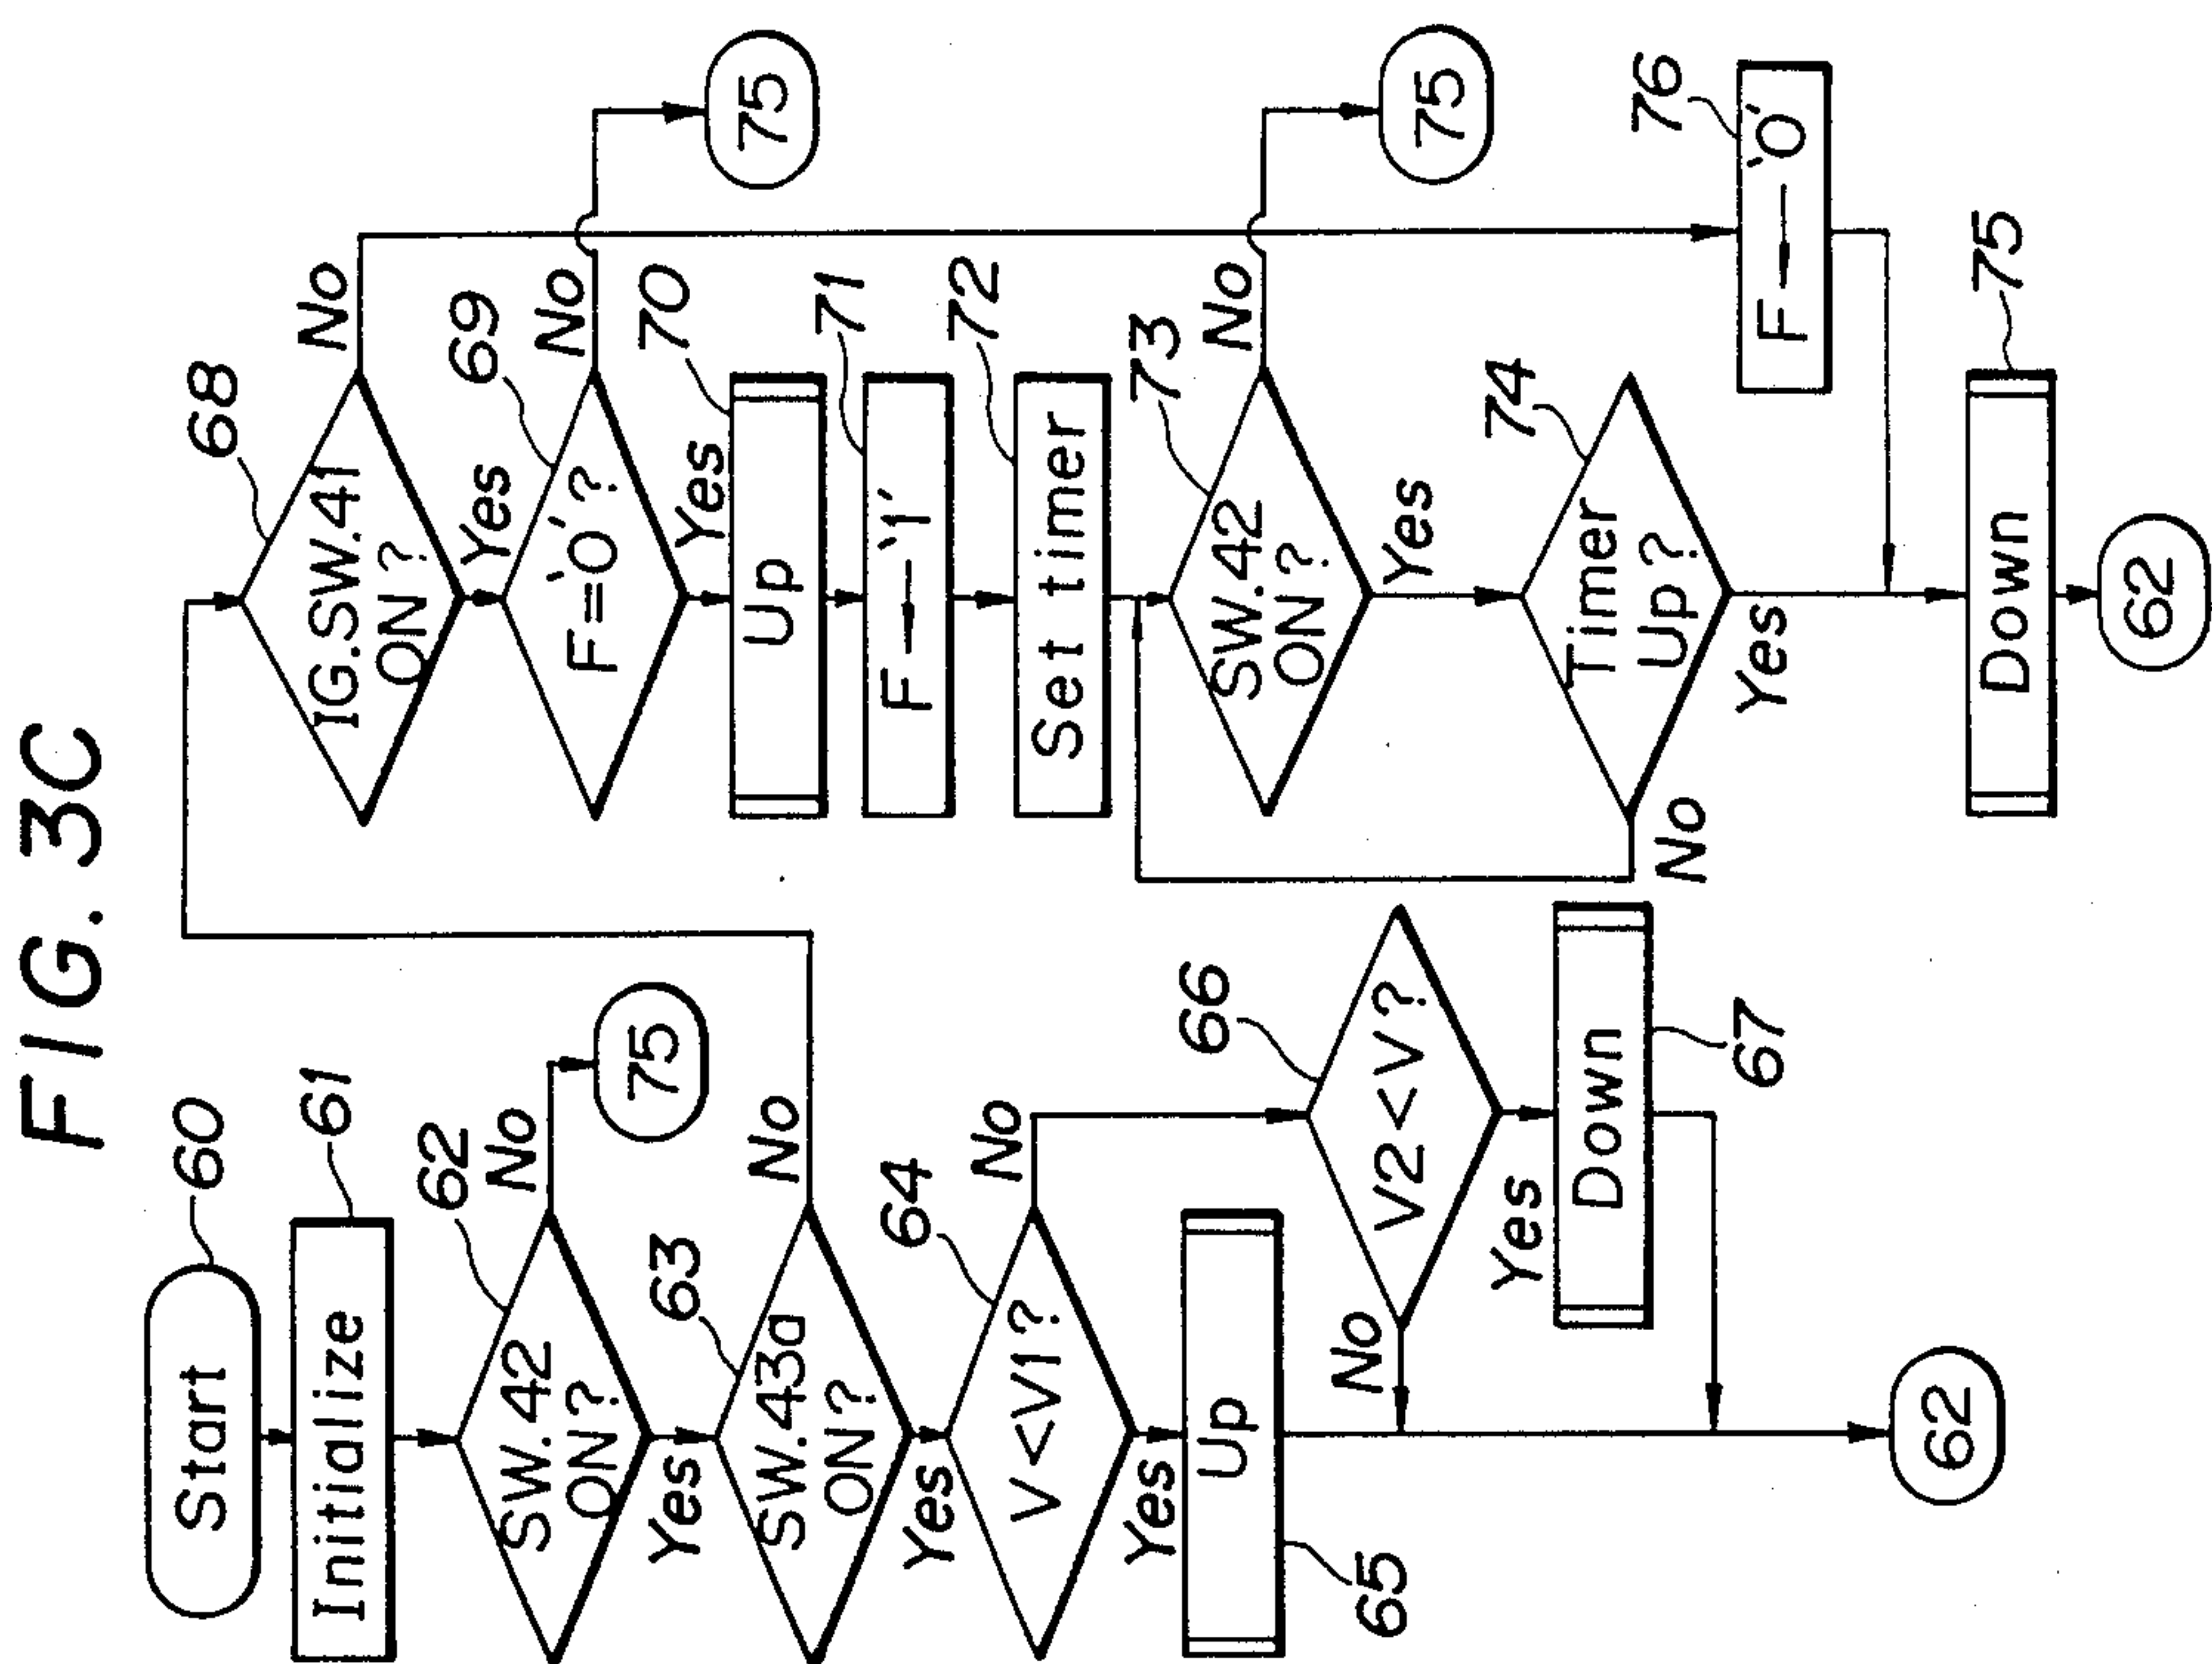 FIG. 3C
Start
60
Initialize
61
SW.42
ON?
62
No
75
Yes
SW.43a
ON?
63
No
Yes
V<V1?
64
No
Yes
Up
65
V2<V?
66
No
Yes
Down
67
62
IG.SW.41
ON?
68
No
Yes
F='0'?
69
No
75
Yes
Up
70
F←'1'
71
Set timer
72
SW.42
ON?
73
No
75
Yes
Timer
Up?
74
No
Yes
F←'0'
76
Down
75
62